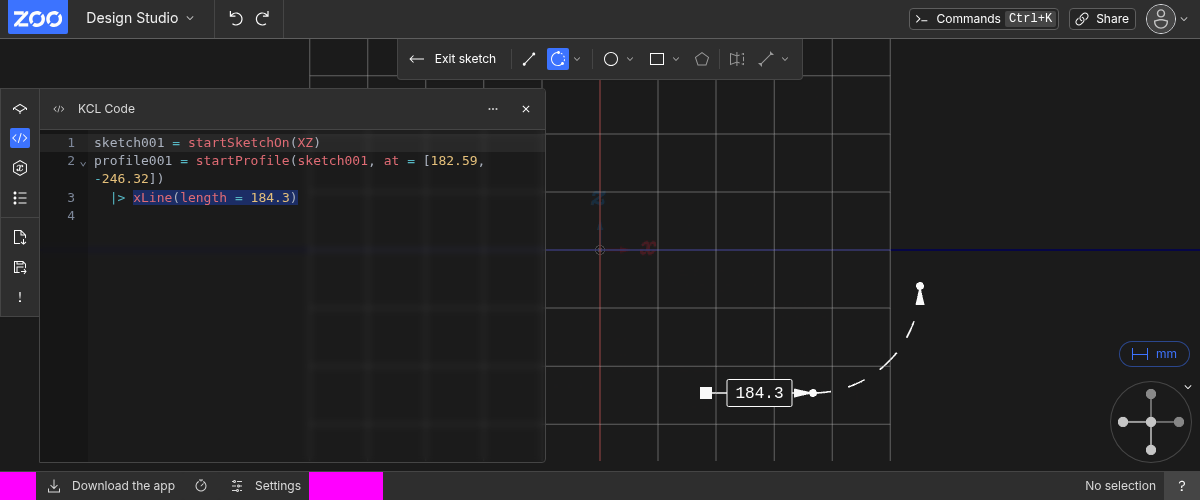 ZOO Design Studio Commands Ctrl+K Share
Exit sketch
KCL Code
1 sketch001 = startSketchOn(XZ)
2 profile001 = startProfile(sketch001, at = [182.59,
-246.32])
3 |> xLine(length = 184.3)
4
z
x
mm
184.3
Download the app Settings No selection ?